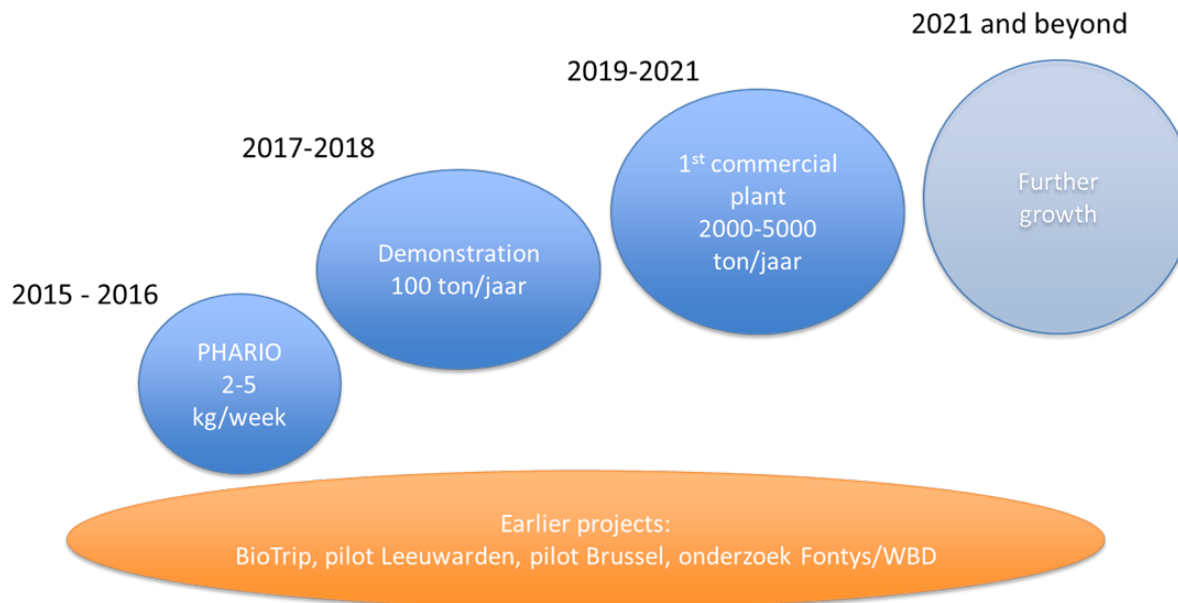 2015 - 2016
PHARIO
2-5
kg/week
2017-2018
Demonstration
100 ton/jaar
2019-2021
1st commercial
plant
2000-5000
ton/jaar
2021 and beyond
Further
growth
Earlier projects:
BioTrip, pilot Leeuwarden, pilot Brussel, onderzoek Fontys/WBD